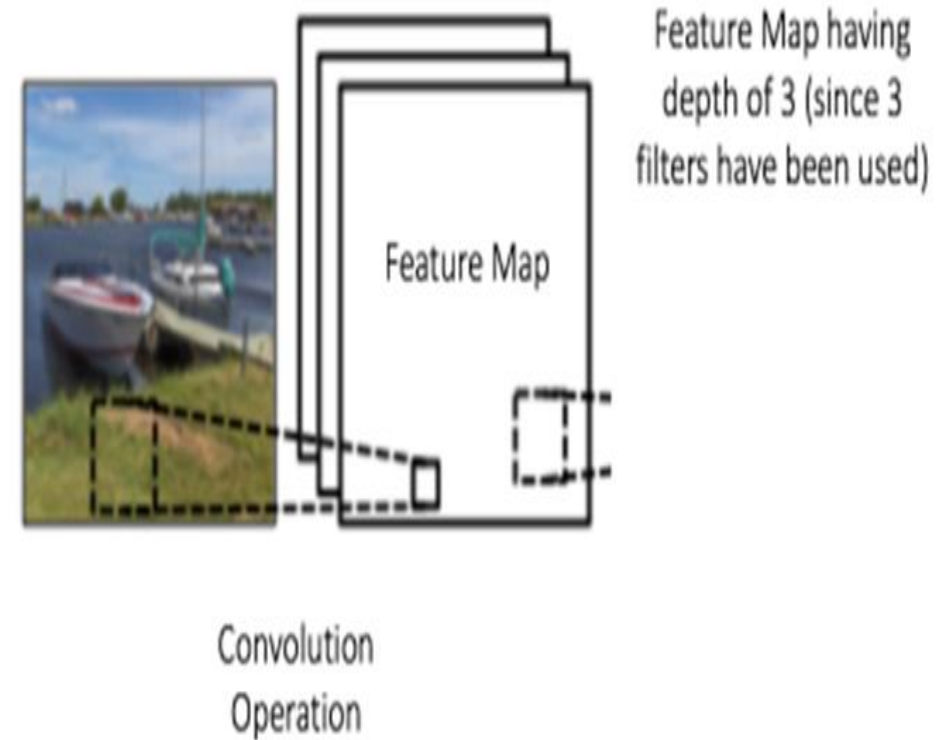 Feature Map having
depth of 3 (since 3
filters have been used)
Feature Map
Convolution
Operation